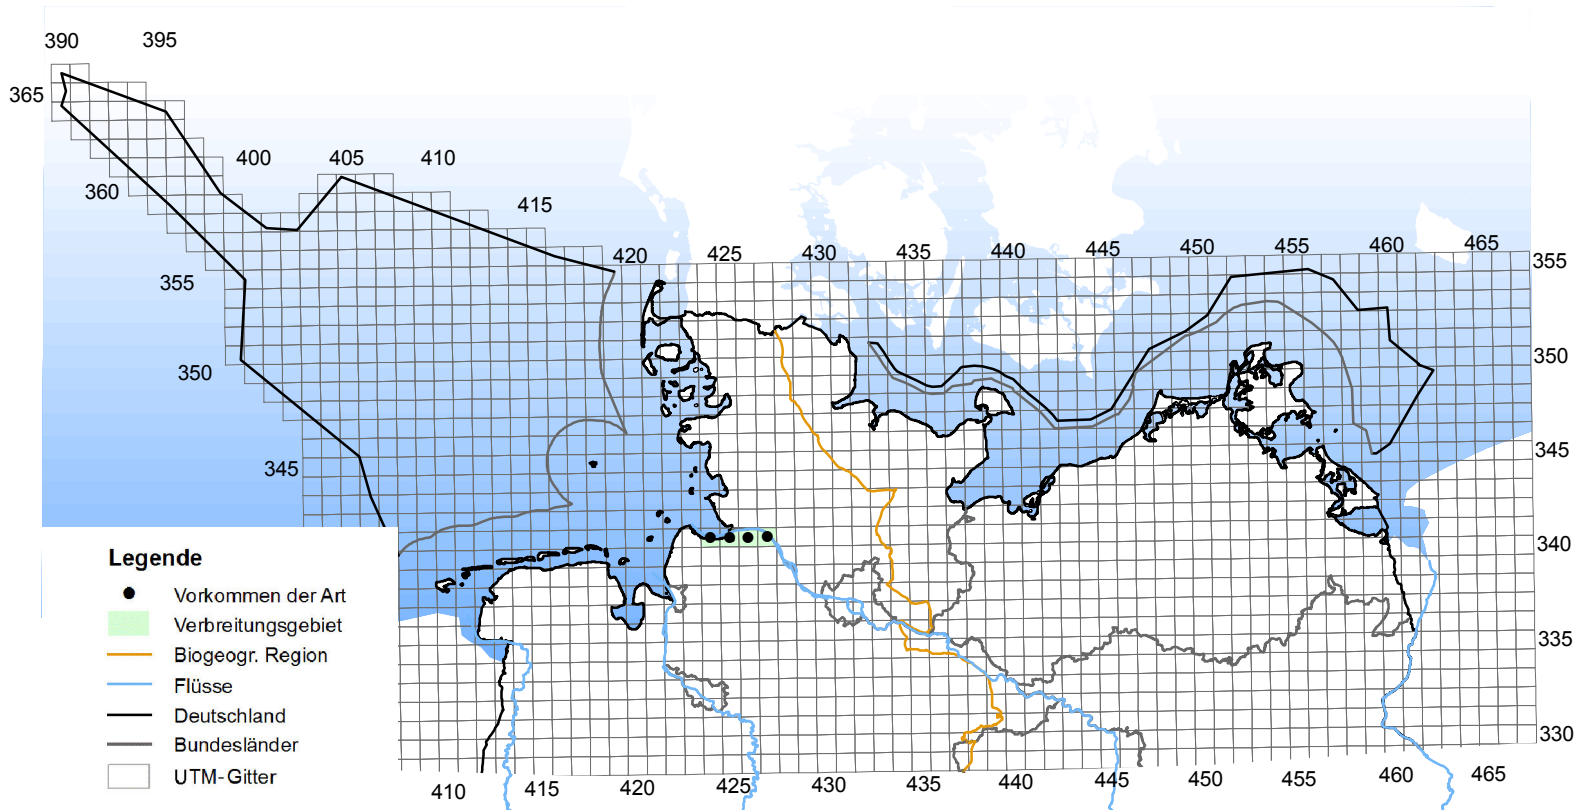 390 395
365
400 405 410
360
415
420 425 430 435 440 445 450 455 460 465
355 355
350 350
345 345
340
335
330
Legende
Vorkommen der Art
Verbreitungsgebiet
Biogeogr. Region
Flüsse
Deutschland
Bundesländer
UTM-Gitter
410 415 420 425 430 435 440 445 450 455 460 465